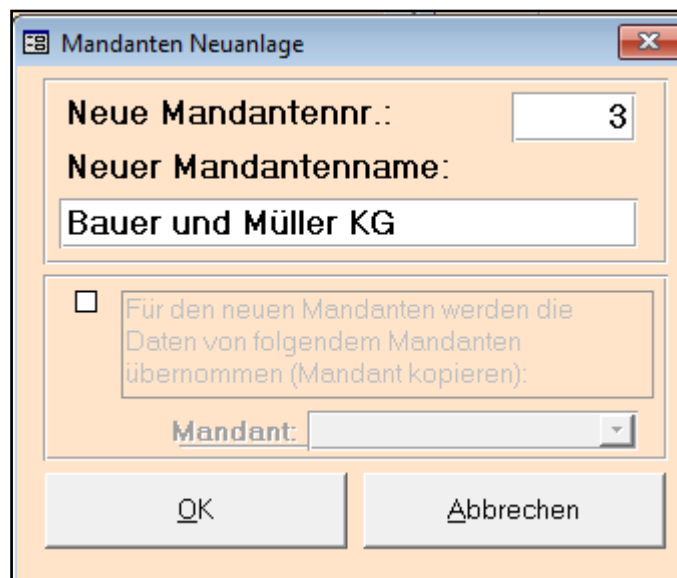 Mandanten Neuanlage
Neue Mandantennr.: 3
Neuer Mandantenname:
Bauer und Müller KG
Für den neuen Mandanten werden die
Daten von folgendem Mandanten
übernommen (Mandant kopieren):
Mandant:
OK Abbrechen